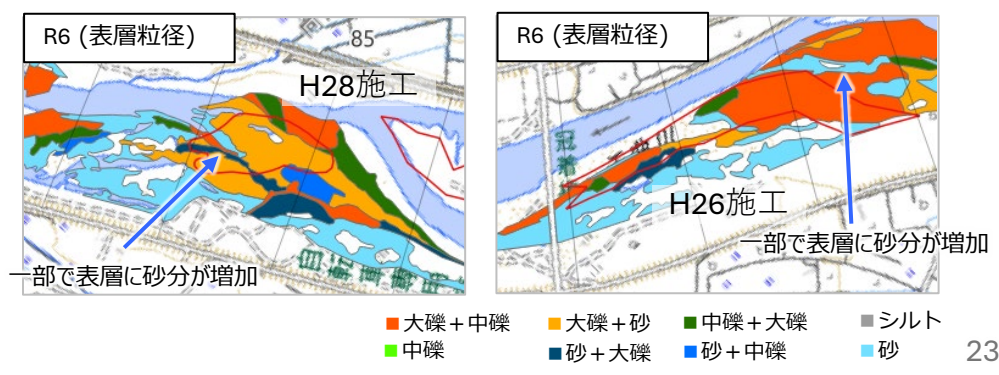 R6 (表層粒径)
85
H28施工
一部で表層に砂分が増加
R6 (表層粒径)
H26施工
一部で表層に砂分が増加
大礫+中礫
大礫+砂
中礫+大礫
シルト
中礫
砂+大礫
砂+中礫
砂
23